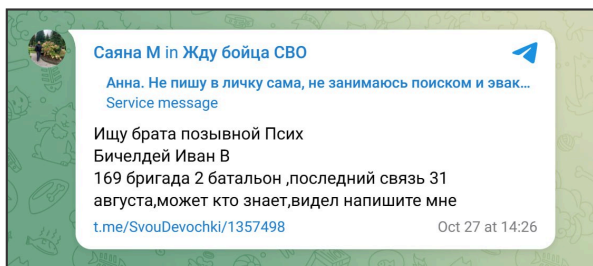 Саяна М in Жду бойца СВО
Анна. Не пишу в личку сама, не занимаюсь поиском и эвак...
Service message
Ищу брата позывной Псих
Бичелдей Иван В
169 бригада 2 батальон ,последний связь 31
августа,может кто знает,видел напишите мне
t.me/SvouDevochki/1357498
Oct 27 at 14:26